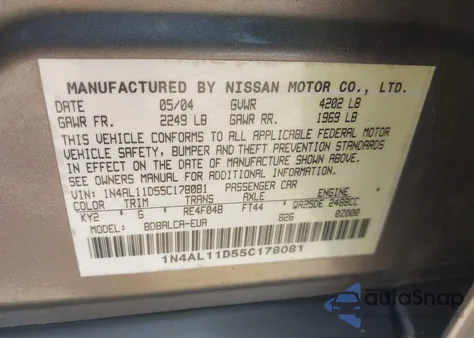 MANUFACTURED BY NISSAN MOTOR CO., LTD.
DATE 05/04 GVWR 4202 LB
GAWR FR. 2249 LB GAWR RR. 1969 LB
THIS VEHICLE CONFORMS TO ALL APPLICABLE FEDERAL MOTOR
VEHICLE SAFETY, BUMPER AND THEFT PREVENTION STANDARDS
IN EFFECT ON THE DATE OF MANUFACTURE SHOWN ABOVE.
SEE OWNERS MANUAL FOR ADDITIONAL INFORMATION.
VIN: 1N4AL11D55C178081 PASSENGER CAR
COLOR TRIM TRANS AXLE ENGINE
KY2 G RE4F04B FT44 QR25DE 2488CC
MODEL: BDBALCA-EUA 826 02000
1N4AL11D55C178081
autoSnap